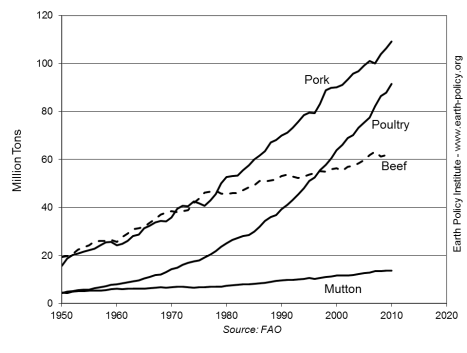 120
100
80
60
40
20
0
Million Tons
Pork
Poultry
Beef
Mutton
1950 1960 1970 1980 1990 2000 2010 2020
Source: FAO
Earth Policy Institute - www.earth-policy.org